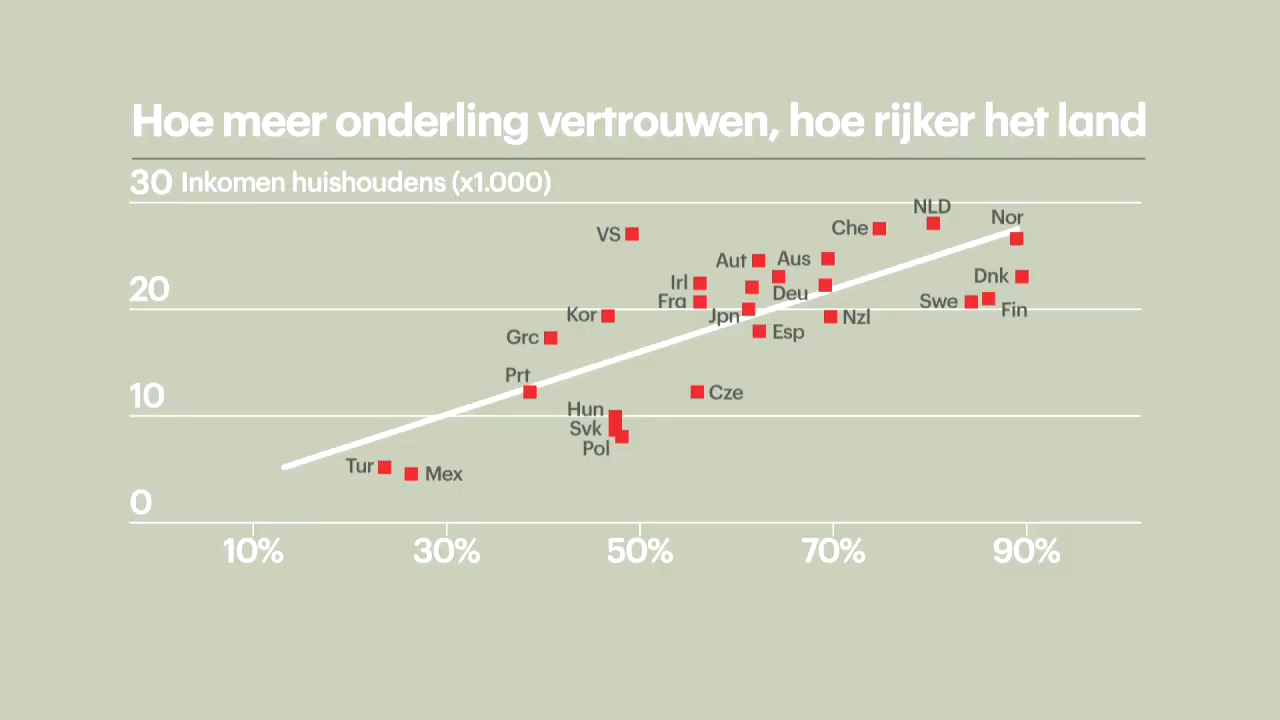 Hoe meer onderling vertrouwen, hoe rijker het land
30 Inkomen huishoudens (x1.000)
NLD
Nor
VS
Che
Aut
Aus
Irl
Dnk
20
Deu
Fra
Swe
Fin
Kor
Jpn
Nzl
Grc
Esp
Prt
10
Cze
Hun
Svk
Pol
Tur
Mex
0
10% 30% 50% 70% 90%